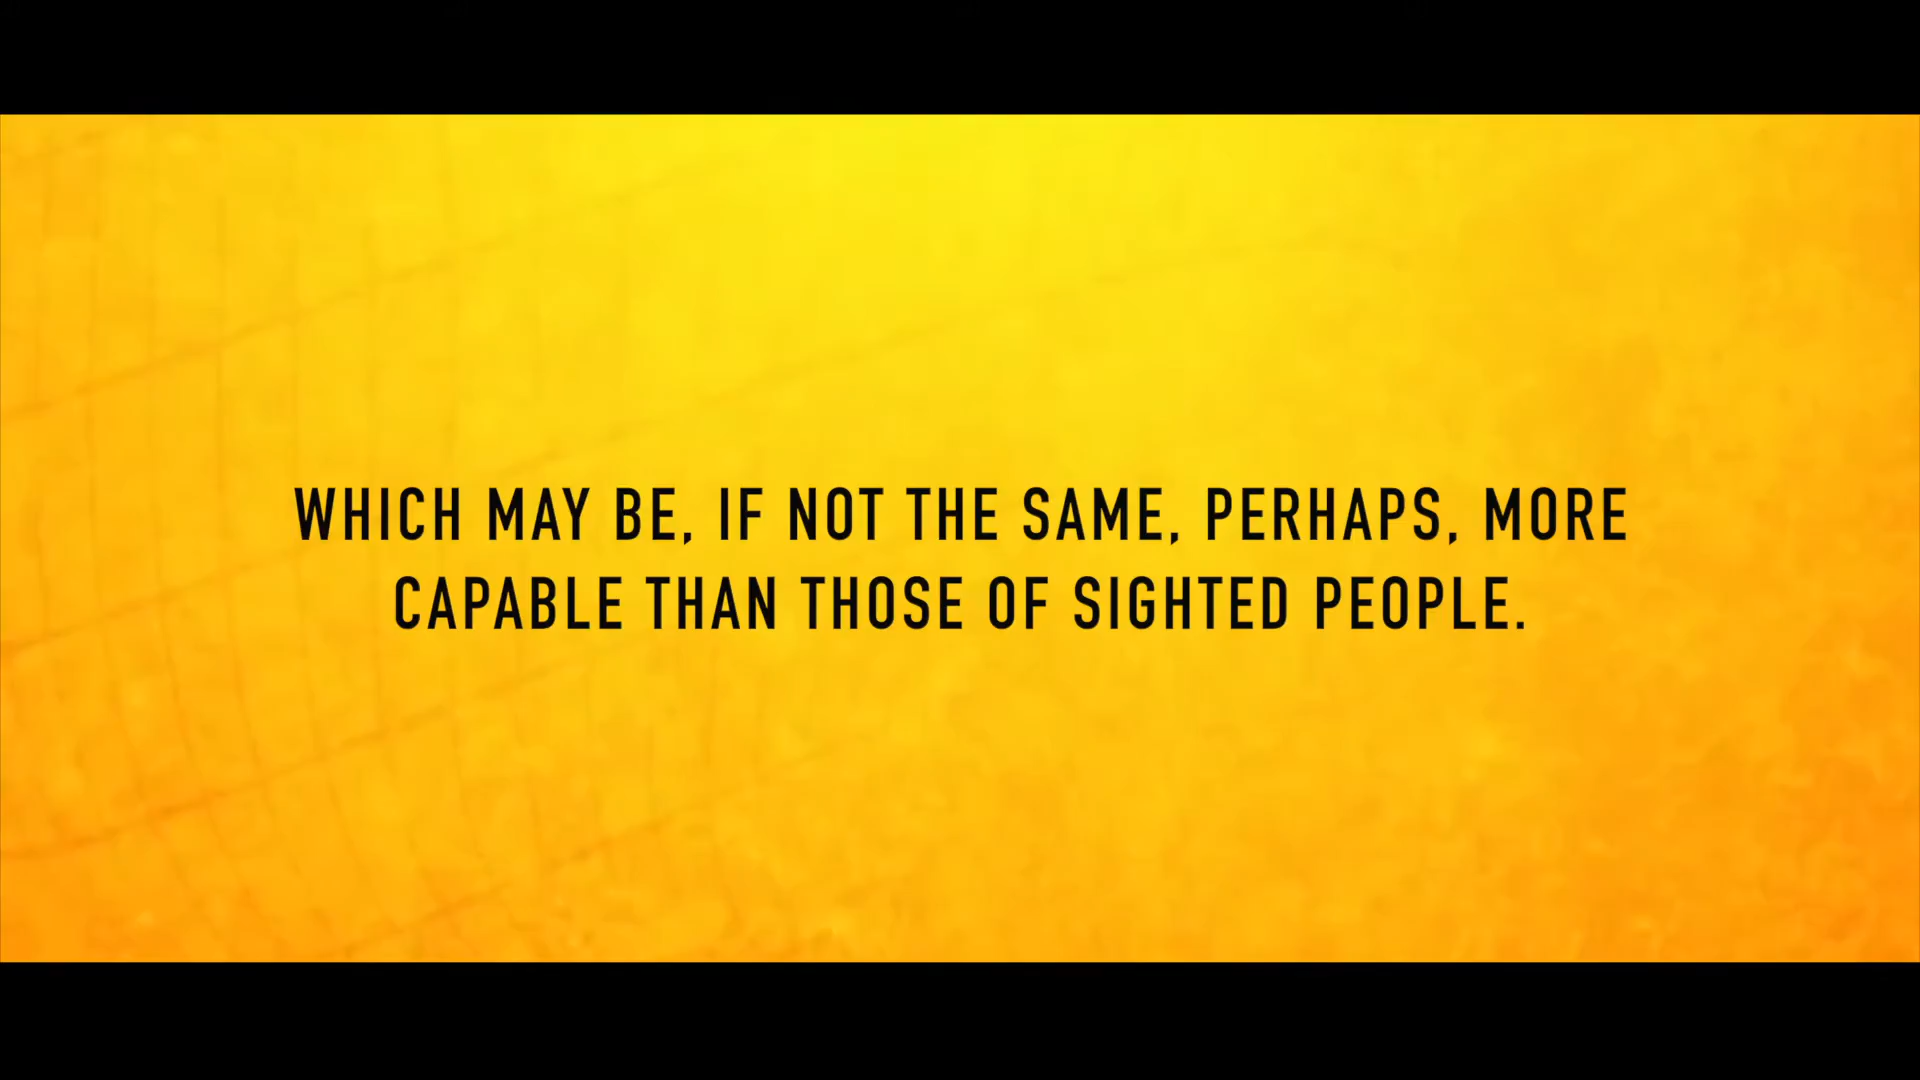 WHICH MAY BE, IF NOT THE SAME, PERHAPS, MORE
CAPABLE THAN THOSE OF SIGHTED PEOPLE.